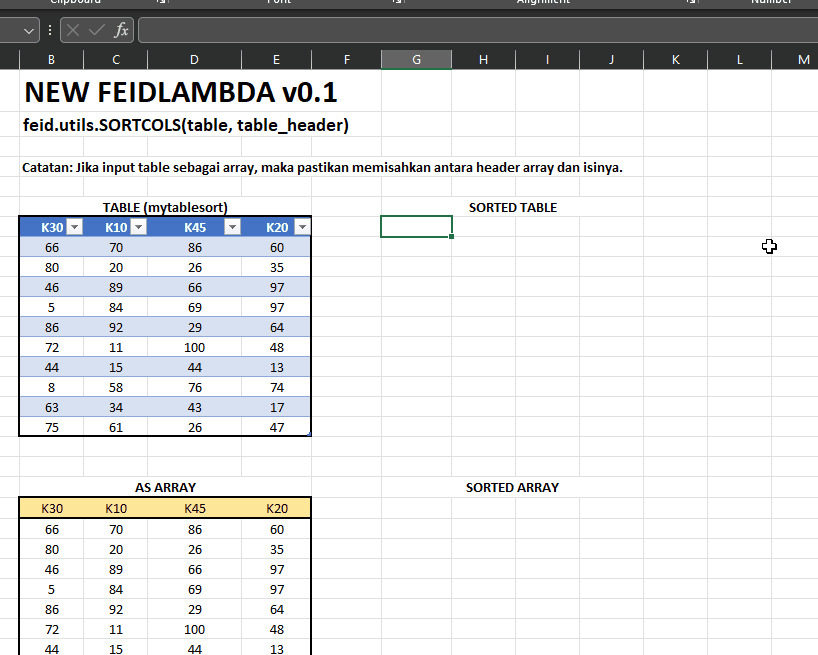 Clipboard Font Alignment Number
fx
B C D E F G H I J K L M
NEW FEIDLAMBDA v0.1
feid.utils.SORTCOLS(table, table_header)
Catatan: Jika input table sebagai array, maka pastikan memisahkan antara header array dan isinya.
TABLE (mytablesort) SORTED TABLE
K30 K10 K45 K20
66 70 86 60
80 20 26 35
46 89 66 97
5 84 69 97
86 92 29 64
72 11 100 48
44 15 44 13
8 58 76 74
63 34 43 17
75 61 26 47
AS ARRAY SORTED ARRAY
K30 K10 K45 K20
66 70 86 60
80 20 26 35
46 89 66 97
5 84 69 97
86 92 29 64
72 11 100 48
44 15 44 13